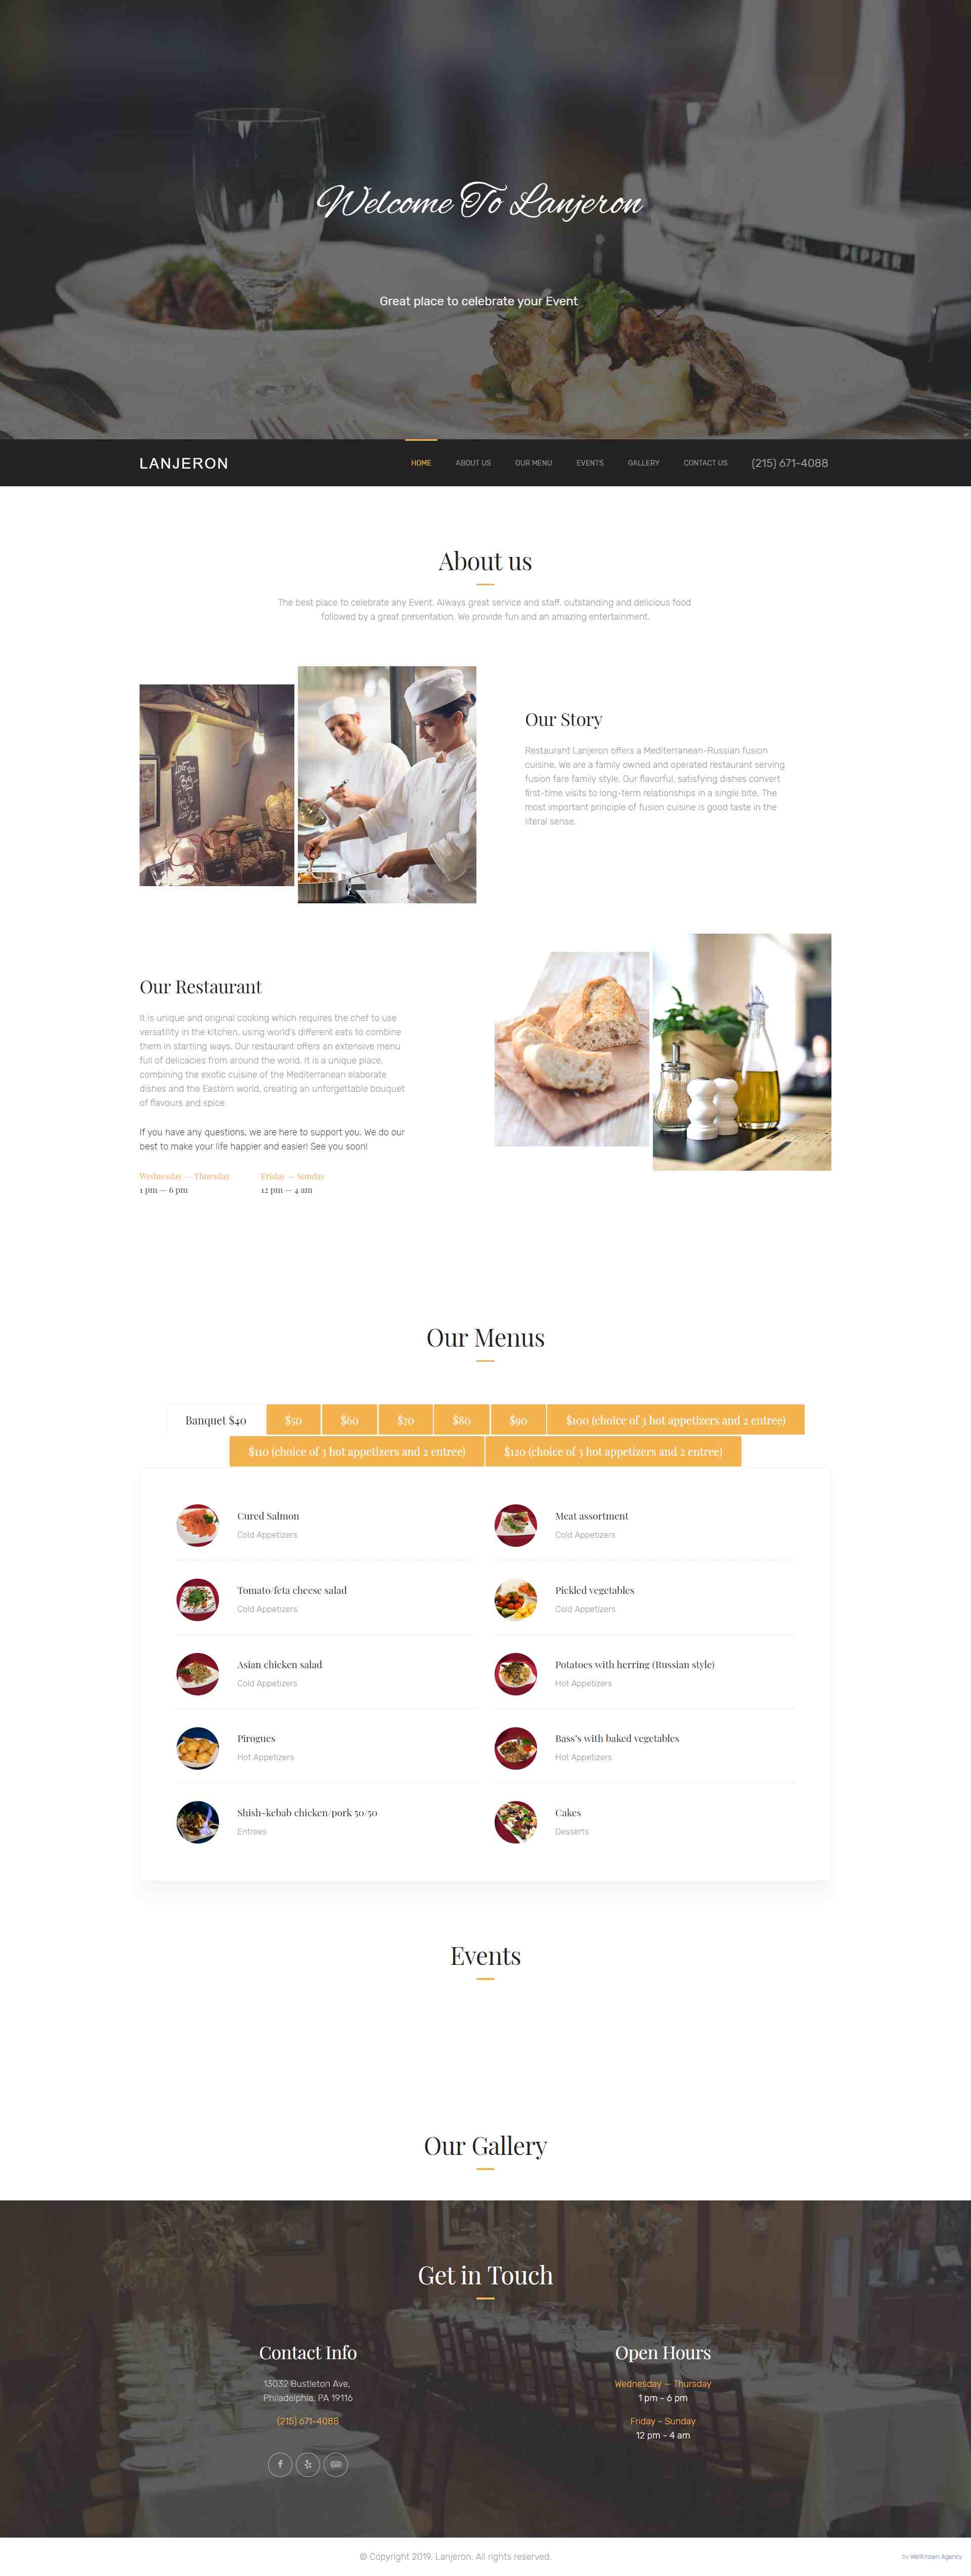 OIL
PEPPER
Welcome To Lanjeron
Great place to celebrate your Event
LANJERON
HOME
ABOUT US
OUR MENU
EVENTS
GALLERY
CONTACT US
(215) 671-4088
About us
The best place to celebrate any Event. Always great service and staff, outstanding and delicious food
followed by a great presentation. We provide fun and an amazing entertainment.
Our Story
Restaurant Lanjeron offers a Mediterranean-Russian fusion
cuisine. We are a family owned and operated restaurant serving
fusion fare family style. Our flavorful, satisfying dishes convert
first-time visits to long-term relationships in a single bite. The
most important principle of fusion cuisine is good taste in the
literal sense.
Our Restaurant
It is unique and original cooking which requires the chef to use
versatility in the kitchen, using world's different eats to combine
them in startling ways. Our restaurant offers an extensive menu
full of delicacies from around the world. It is a unique place,
combining the exotic cuisine of the Mediterranean elaborate
dishes and the Eastern world, creating an unforgettable bouquet
of flavours and spice.
If you have any questions, we are here to support you. We do our
best to make your life happier and easier! See you soon!
Wednesday — Thursday
1 pm — 6 pm
Friday — Sunday
12 pm — 4 am
Our Menus
Banquet $40
$50
$60
$70
$80
$90
$100 (choice of 3 hot appetizers and 2 entree)
$110 (choice of 3 hot appetizers and 2 entree)
$120 (choice of 3 hot appetizers and 2 entree)
Cured Salmon
Cold Appetizers
Meat assortment
Cold Appetizers
Tomato/feta cheese salad
Cold Appetizers
Pickled vegetables
Cold Appetizers
Asian chicken salad
Cold Appetizers
Potatoes with herring (Russian style)
Hot Appetizers
Pirogues
Hot Appetizers
Bass's with baked vegetables
Hot Appetizers
Shish-kebab chicken/pork 50/50
Entrees
Cakes
Desserts
Events
Our Gallery
Get in Touch
Contact Info
13032 Bustleton Ave,
Philadelphia, PA 19116
(215) 671-4088
Open Hours
Wednesday — Thursday
1 pm - 6 pm
Friday - Sunday
12 pm - 4 am
© Copyright 2019. Lanjeron. All rights reserved.
by WellKnown Agency